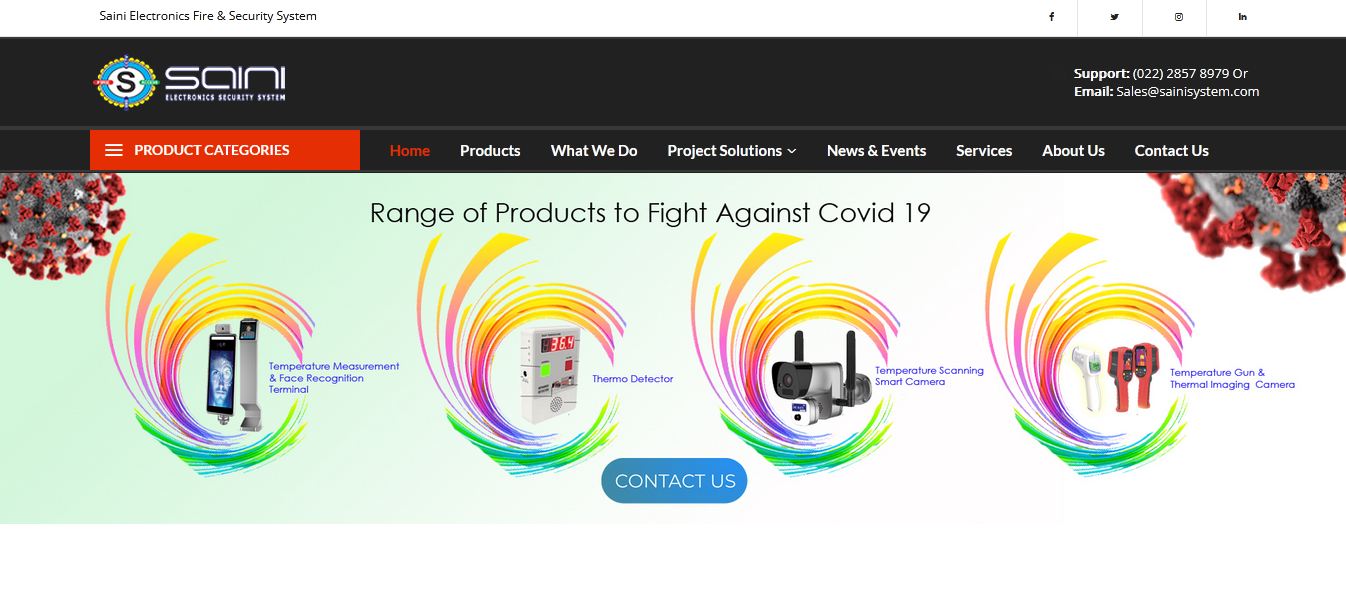 Saini Electronics Fire & Security System
S SAINI
ELECTRONICS SECURITY SYSTEM
Support: (022) 2857 8979 Or
Email: Sales@sainisystem.com
PRODUCT CATEGORIES
Home Products What We Do Project Solutions News & Events Services About Us Contact Us
Range of Products to Fight Against Covid 19
Temperature Measurement
& Face Recognition
Terminal
36.4
Thermo Detector
Temperature Scanning
Smart Camera
Temperature Gun &
Thermal Imaging Camera
CONTACT US